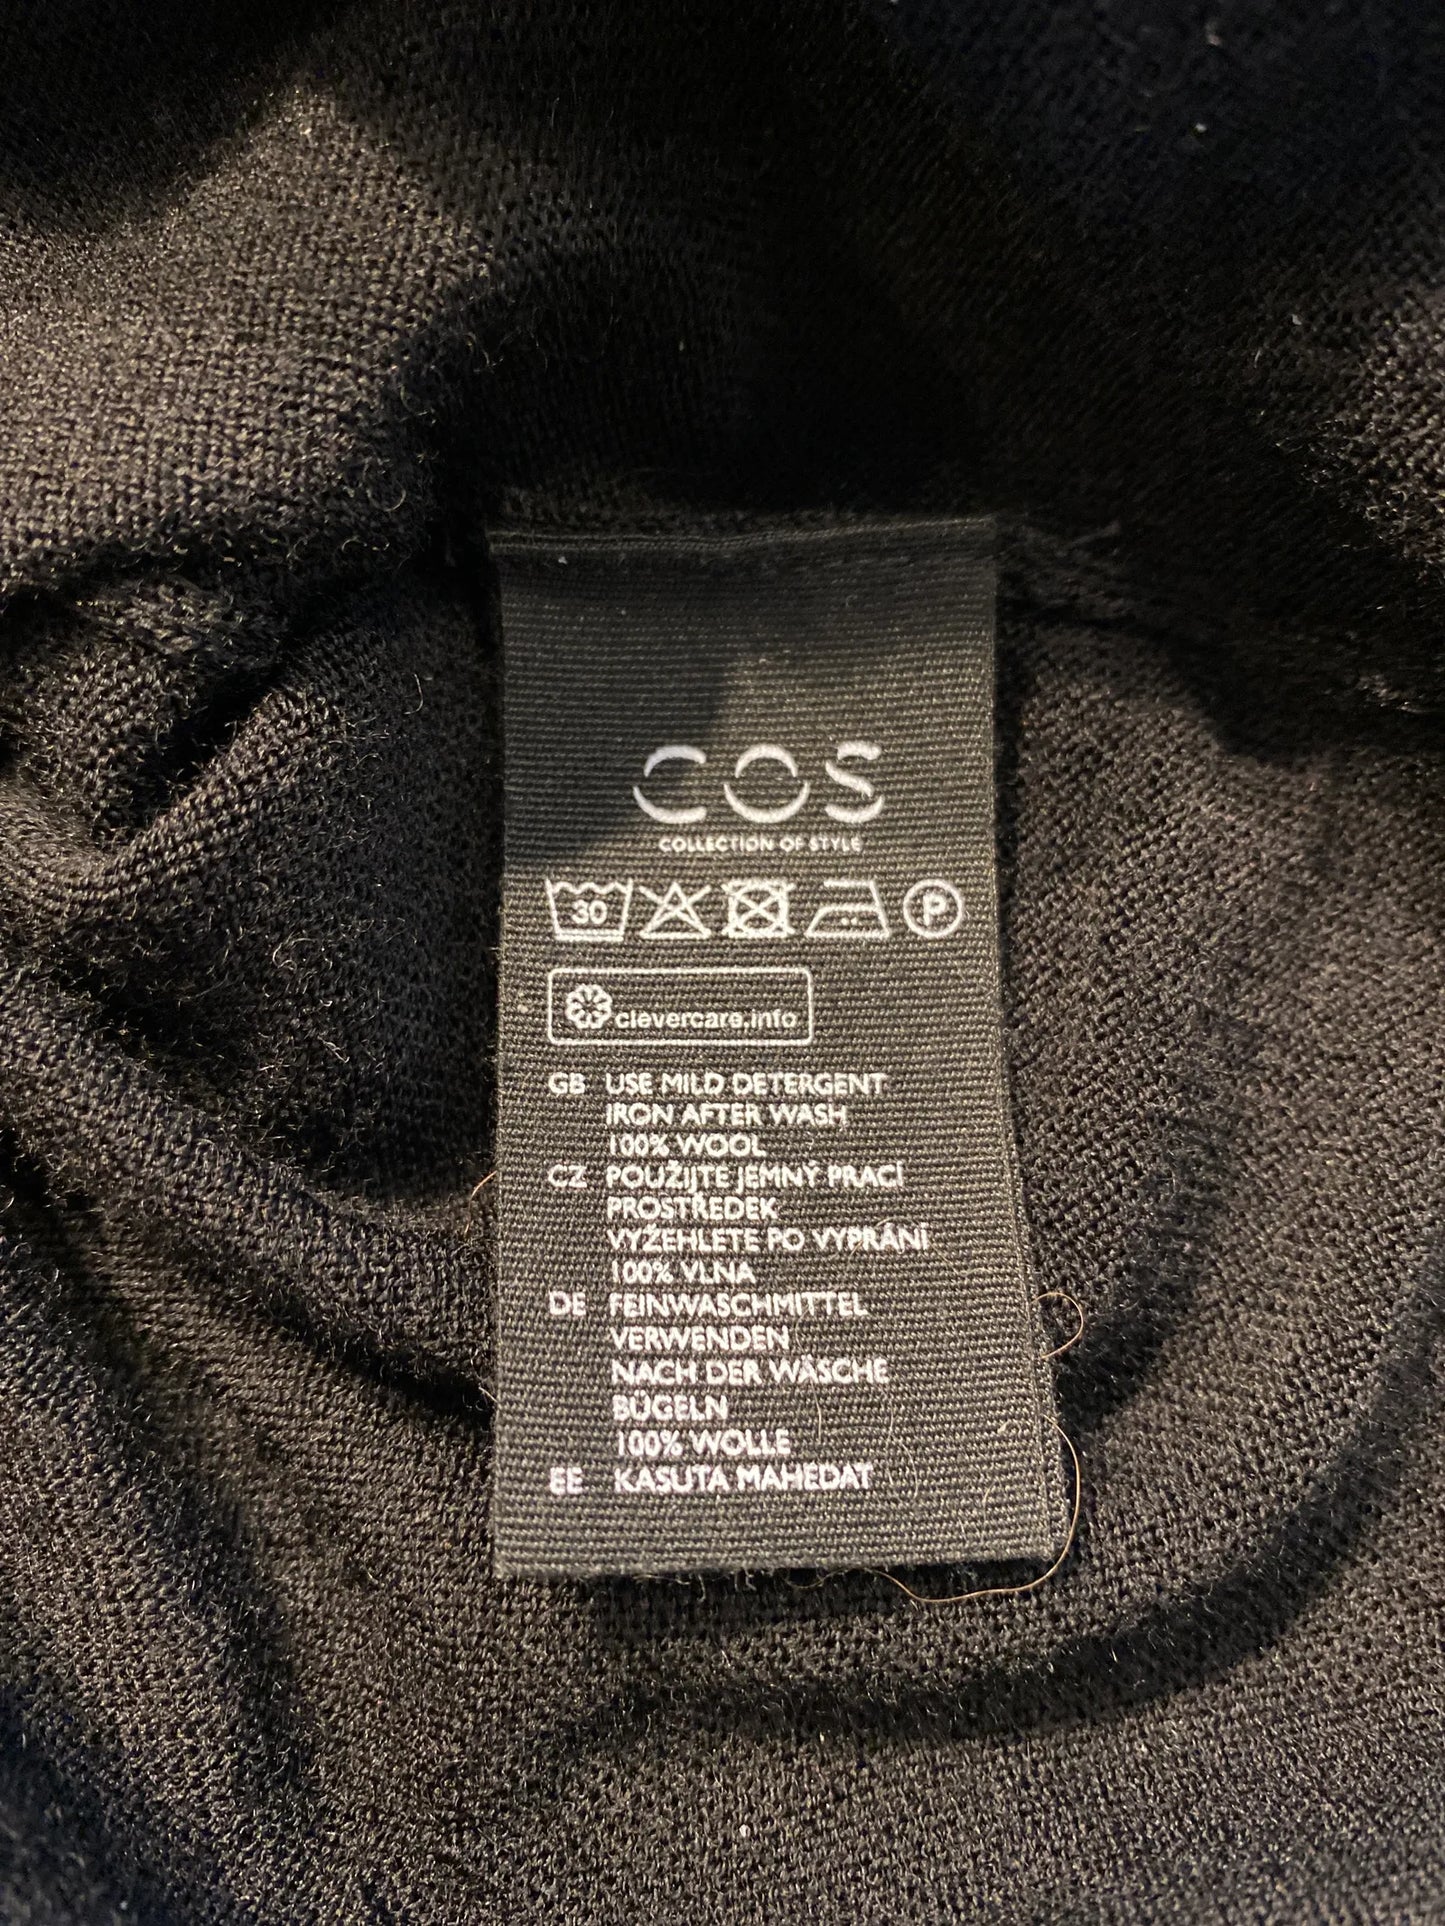 COS
COLLECTION OF STYLE
30 P
clevercare.info
GB USE MILD DETERGENT
IRON AFTER WASH
100% WOOL
CZ POUŽIJTE JEMNÝ PRACÍ
PROSTŘEDEK
VYŽEHLETE PO VYPRÁNÍ
100% VLNA
DE FEINWASCHMITTEL
VERWENDEN
NACH DER WÄSCHE
BÜGELN
100% WOLLE
EE KASUTA MAHEDAT